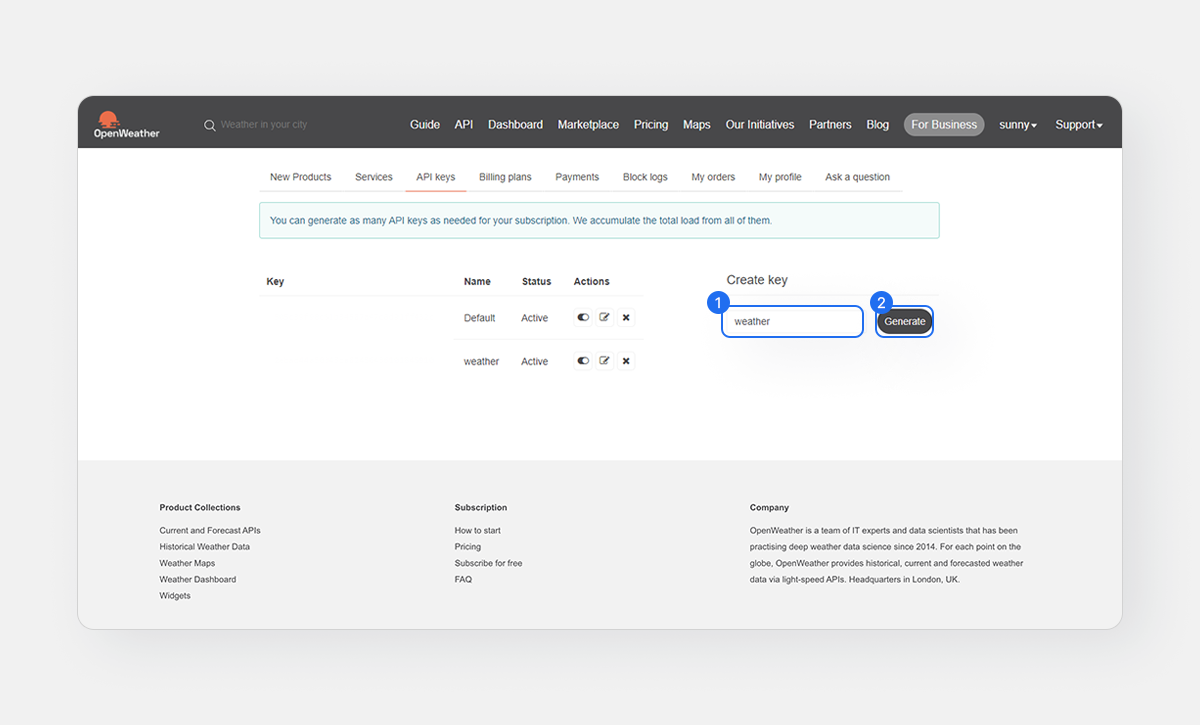 OpenWeather
Weather in your city
Guide API Dashboard Marketplace Pricing Maps Our Initiatives Partners Blog For Business sunny Support
New Products Services API keys Billing plans Payments Block logs My orders My profile Ask a question
You can generate as many API keys as needed for your subscription. We accumulate the total load from all of them.
Key Name Status Actions
Default Active
weather Active
Create key
1 2
weather Generate
Product Collections
Current and Forecast APIs
Historical Weather Data
Weather Maps
Weather Dashboard
Widgets
Subscription
How to start
Pricing
Subscribe for free
FAQ
Company
OpenWeather is a team of IT experts and data scientists that has been
practising deep weather data science since 2014. For each point on the
globe, OpenWeather provides historical, current and forecasted weather
data via light-speed APIs. Headquarters in London, UK.